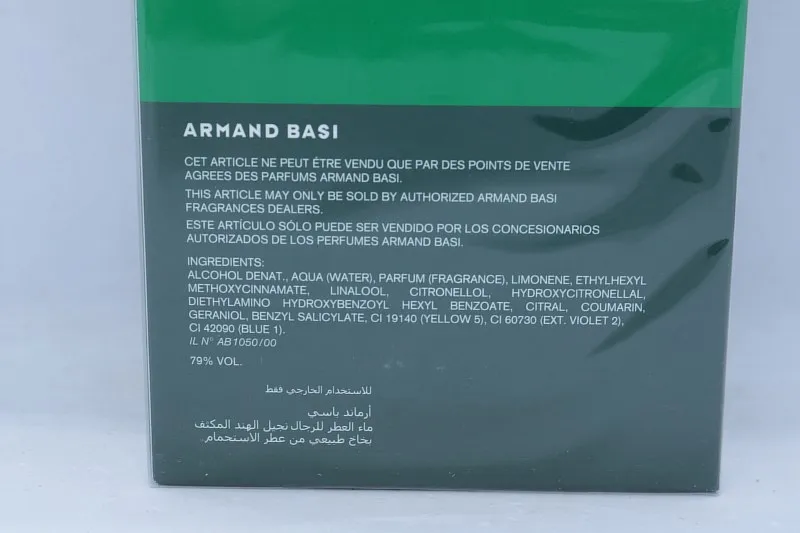 ARMAND BASI
CET ARTICLE NE PEUT ÉTRE VENDU QUE PAR DES POINTS DE VENTE
AGREES DES PARFUMS ARMAND BASI.
THIS ARTICLE MAY ONLY BE SOLD BY AUTHORIZED ARMAND BASI
FRAGRANCES DEALERS.
ESTE ARTÍCULO SÓLO PUEDE SER VENDIDO POR LOS CONCESIONARIOS
AUTORIZADOS DE LOS PERFUMES ARMAND BASI.
INGREDIENTS:
ALCOHOL DENAT., AQUA (WATER), PARFUM (FRAGRANCE), LIMONENE, ETHYLHEXYL
METHOXYCINNAMATE, LINALOOL, CITRONELLOL, HYDROXYCITRONELLAL,
DIETHYLAMINO HYDROXYBENZOYL HEXYL BENZOATE, CITRAL, COUMARIN,
GERANIOL, BENZYL SALICYLATE, CI 19140 (YELLOW 5), CI 60730 (EXT. VIOLET 2),
CI 42090 (BLUE 1).
IL N° AB1050/00
79% VOL.
للاستخدام الخارجي فقط
أرماند باسي
ماء العطر للرجال نجيل الهند المكثف
بخاخ طبيعي من عطر الاستحمام.